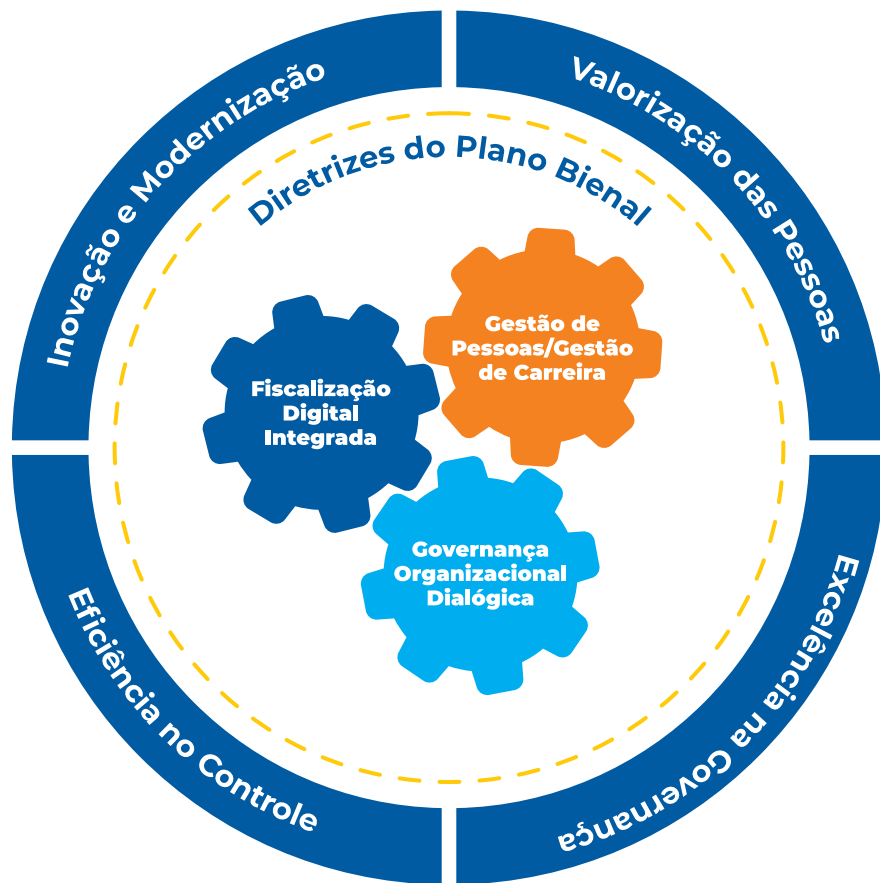 Inovação e Modernização
Valorização das Pessoas
Diretrizes do Plano Bienal
Gestão de
Pessoas/Gestão
de Carreira
Fiscalização
Digital
Integrada
Governança
Organizacional
Dialógica
Eficiência no Controle
Excelência na Governança